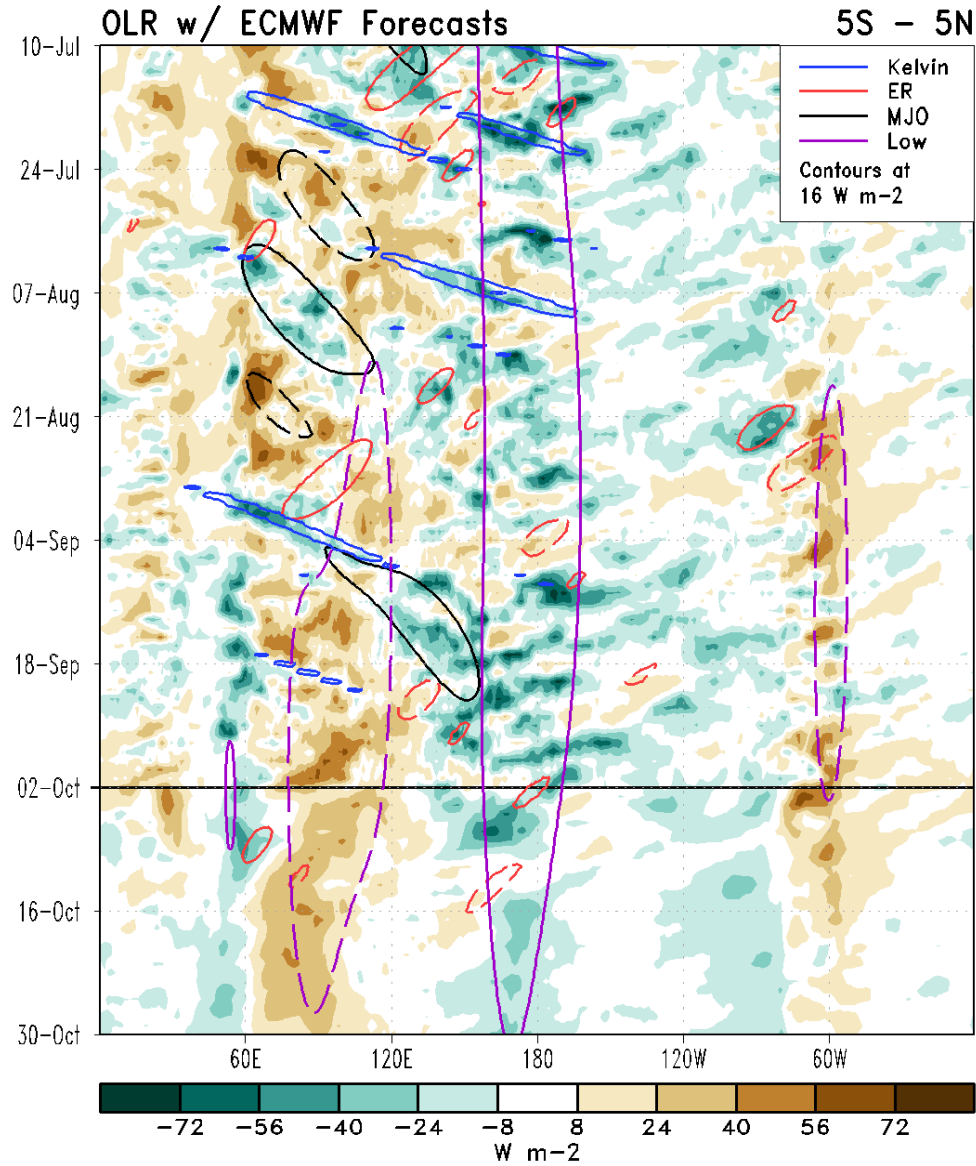 OLR w/ ECMWF Forecasts 5S - 5N
10-Jul
24-Jul
07-Aug
21-Aug
04-Sep
18-Sep
02-Oct
16-Oct
30-Oct
Kelvin
ER
MJO
Low
Contours at
16 W m-2
60E 120E 180 120W 60W
-72 -56 -40 -24 -8 8 24 40 56 72
W m-2